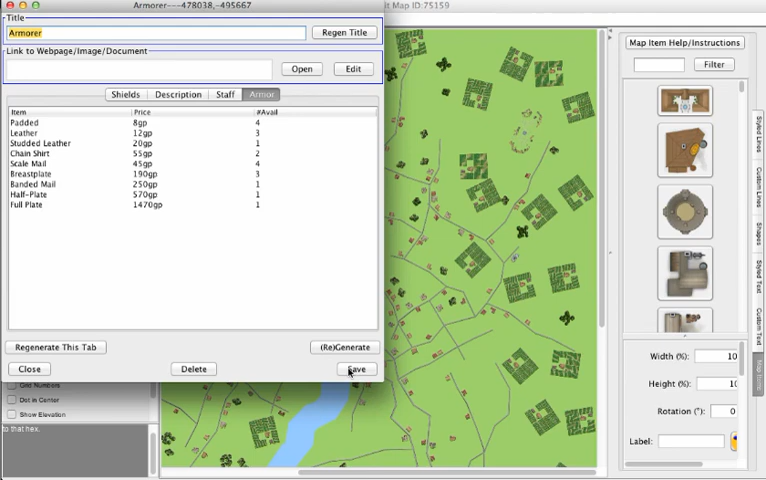 Armorer---478038,-495667
it Map ID:75159
Title
Armorer
Regen Title
Link to Webpage/Image/Document
Open
Edit
Shields
Description
Staff
Armor
Item Price #Avail
Padded 8gp 4
Leather 12gp 3
Studded Leather 20gp 1
Chain Shirt 55gp 2
Scale Mail 45gp 4
Breastplate 190gp 3
Banded Mail 250gp 1
Half-Plate 570gp 1
Full Plate 1470gp 1
Regenerate This Tab
(Re)Generate
Close
Delete
Save
Grid Numbers
Dot in Center
Show Elevation
to that hex.
Map Item Help/Instructions
Filter
Width (%): 10
Height (%): 10
Rotation (°): 0
Label:
Styled Lines
Custom Lines
Shapes
Styled Text
Custom Text
Map Items